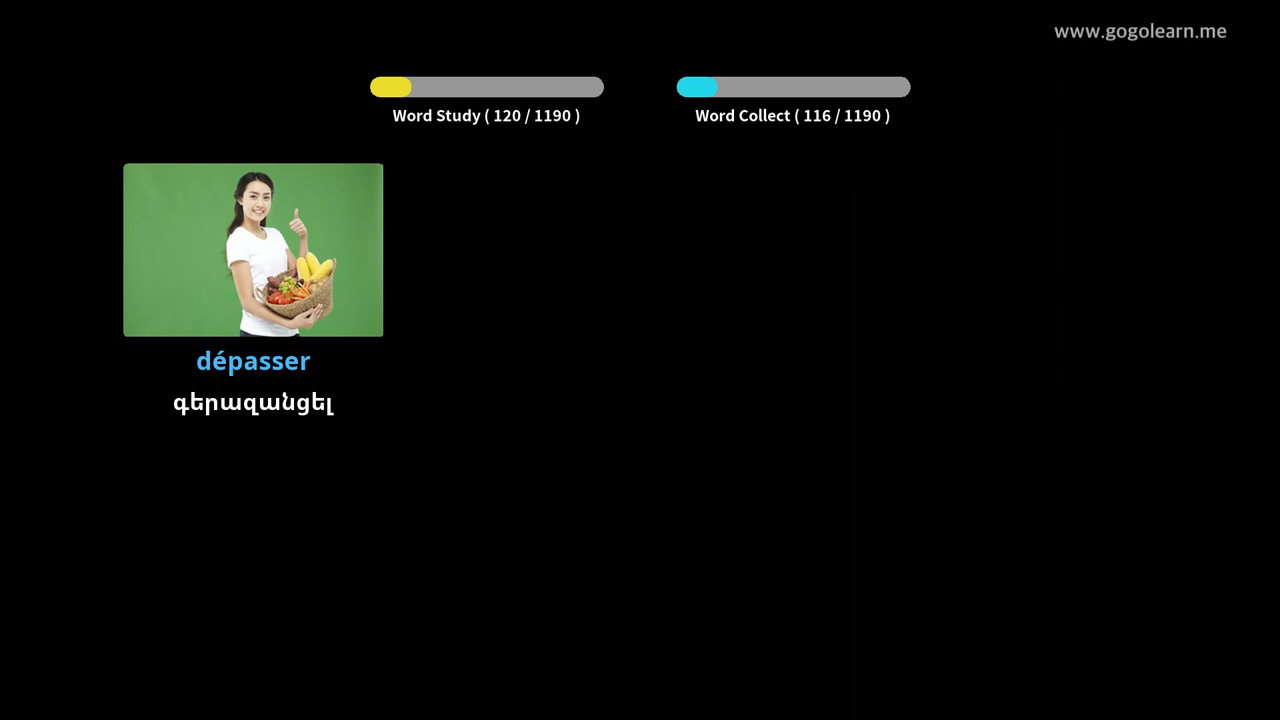 www.gogolearn.me
Word Study ( 120 / 1190 )
Word Collect ( 116 / 1190 )
dépasser
գերազանցել